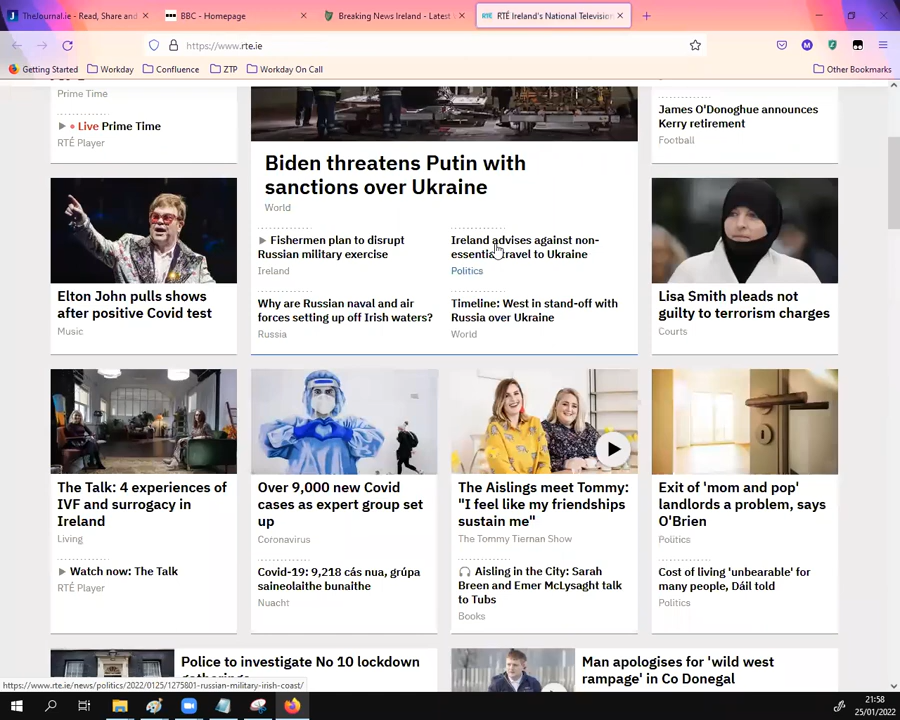 TheJournal.ie - Read, Share and
BBC - Homepage
Breaking News Ireland - Latest
RTÉ Ireland's National Television
https://www.rte.ie
Getting Started
Workday
Confluence
ZTP
Workday On Call
Other Bookmarks
Prime Time
• Live Prime Time
RTÉ Player
Elton John pulls shows
after positive Covid test
Music
Biden threatens Putin with
sanctions over Ukraine
World
Fishermen plan to disrupt
Russian military exercise
Ireland
Why are Russian naval and air
forces setting up off Irish waters?
Russia
Ireland advises against non-
essential travel to Ukraine
Politics
Timeline: West in stand-off with
Russia over Ukraine
World
James O'Donoghue announces
Kerry retirement
Football
Lisa Smith pleads not
guilty to terrorism charges
Courts
The Talk: 4 experiences of
IVF and surrogacy in
Ireland
Living
Watch now: The Talk
RTÉ Player
Over 9,000 new Covid
cases as expert group set
up
Coronavirus
Covid-19: 9,218 cás nua, grúpa
saineolaithe bunaithe
Nuacht
The Aislings meet Tommy:
"I feel like my friendships
sustain me"
The Tommy Tiernan Show
Aisling in the City: Sarah
Breen and Emer McLysaght talk
to Tubs
Books
Exit of 'mom and pop'
landlords a problem, says
O'Brien
Politics
Cost of living 'unbearable' for
many people, Dáil told
Politics
Police to investigate No 10 lockdown
gatherings
Man apologises for 'wild west
rampage' in Co Donegal
https://www.rte.ie/news/politics/2022/0125/1275801-russian-military-irish-coast/
21:58
25/01/2022